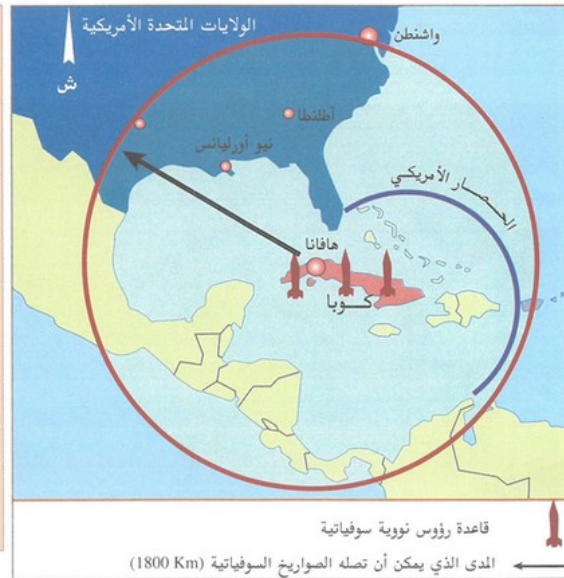 الولايات المتحدة الأمريكية
واشنطن
ش
أطلنطا
نيو أورليانس
الحصار الأمريكي
هافانا
كوبا
قاعدة رؤوس نووية سوفياتية
المدى الذي يمكن أن تصله الصواريخ السوفياتية (1800 Km)